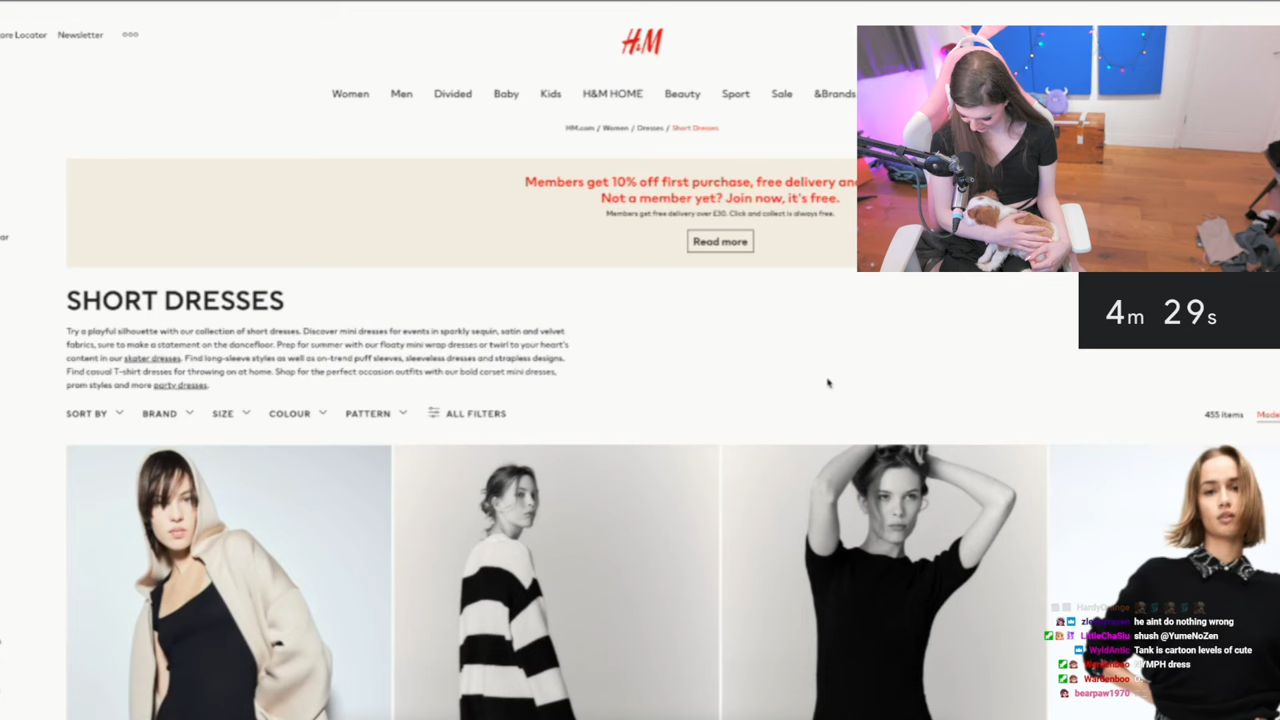 ore Locator
Newsletter
H&M
Women
Men
Divided
Baby
Kids
H&M HOME
Beauty
Sport
Sale
&Brands
HM.com / Women / Dresses / Short Dresses
Members get 10% off first purchase, free delivery and
Not a member yet? Join now, it's free.
Members get free delivery over £30. Click and collect is always free.
Read more
ar
4m 29s
SHORT DRESSES
Try a playful silhouette with our collection of short dresses. Discover mini dresses for events in sparkly sequin, satin and velvet
fabrics, sure to make a statement on the dancefloor. Prep for summer with our floaty mini wrap dresses or twirl to your heart's
content in our skater dresses. Find long-sleeve styles as well as on-trend puff sleeves, sleeveless dresses and strapless designs.
Find casual T-shirt dresses for throwing on at home. Shop for the perfect occasion outfits with our bold corset mini dresses,
prom styles and more party dresses.
SORT BY
BRAND
SIZE
COLOUR
PATTERN
ALL FILTERS
455 items
Mode
he aint do nothing wrong
LittleChaSiu shush @YumeNoZen
WyldAntic Tank is cartoon levels of cute
Wardenboo NYMPH dress
Wardenboo
bearpaw1970